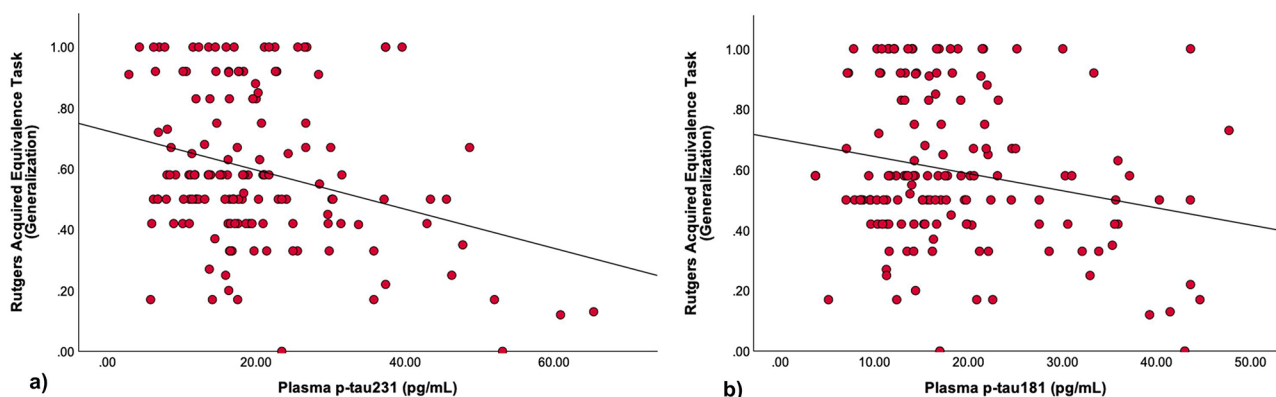 Rutgers Acquired Equivalence Task
(Generalization)
1.00
.80
.60
.40
.20
.00
.00 20.00 40.00 60.00
Plasma p-tau231 (pg/mL)
a)
Rutgers Acquired Equivalence Task
(Generalization)
1.00
.80
.60
.40
.20
.00
.00 10.00 20.00 30.00 40.00 50.00
Plasma p-tau181 (pg/mL)
b)